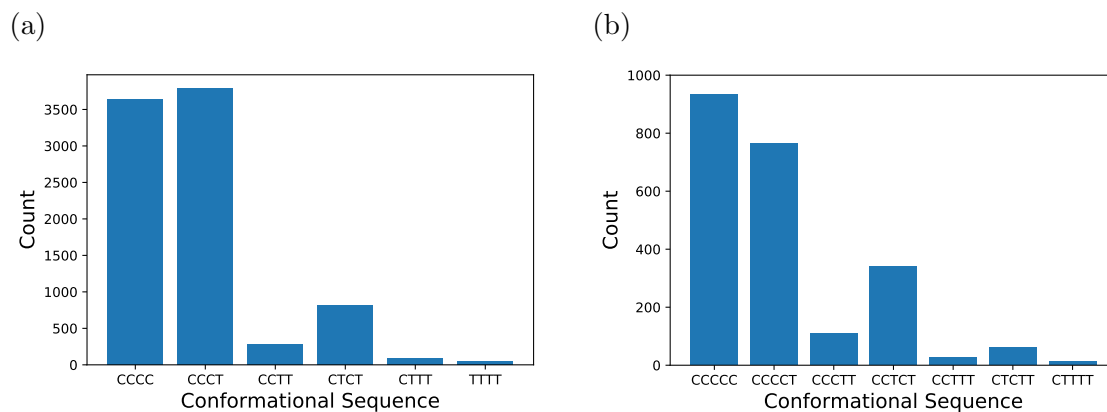 (a)
Count
3500
3000
2500
2000
1500
1000
500
0
CCCC CCCT CCTT CTCT CTTT TTTT
Conformational Sequence
(b)
Count
1000
800
600
400
200
0
CCCCC CCCCT CCCTT CCTCT CCTTT CTCTT CTTTT
Conformational Sequence